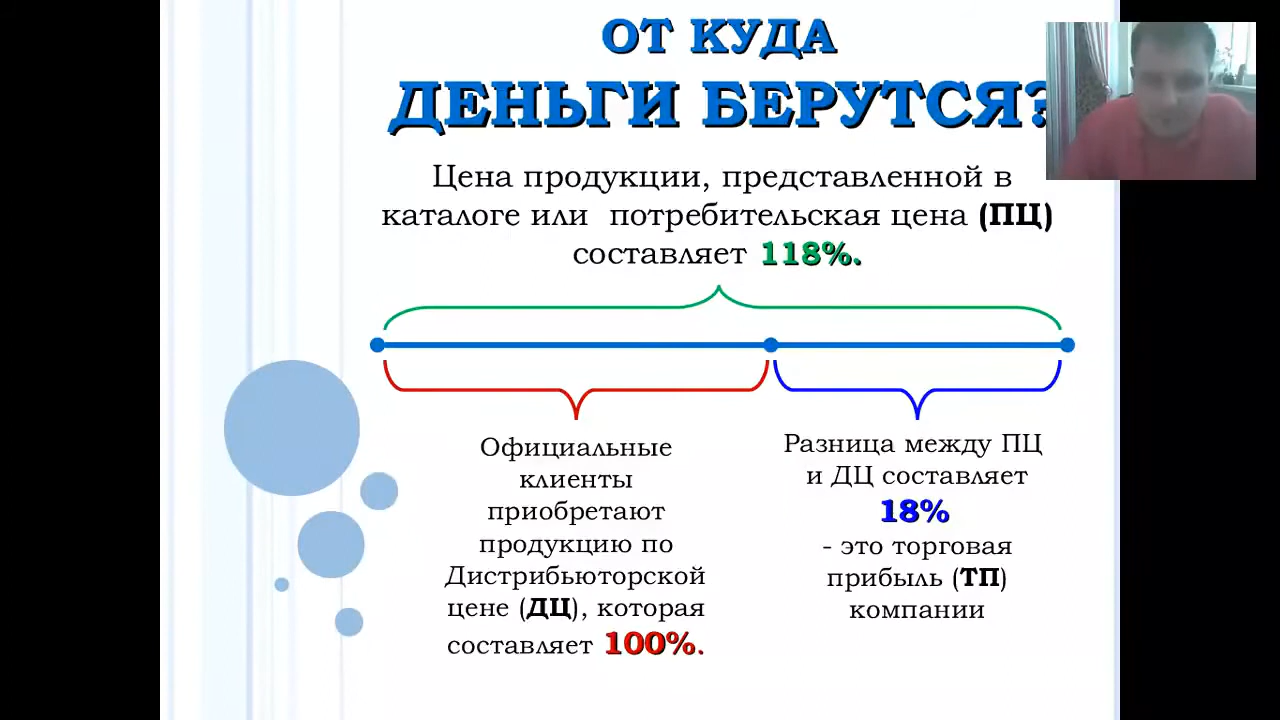 ОТ КУДА
ДЕНЬГИ БЕРУТСЯ?
Цена продукции, представленной в
каталоге или потребительская цена (ПЦ)
составляет 118%.
Официальные
клиенты
приобретают
продукцию по
Дистрибьюторской
цене (ДЦ), которая
составляет 100%.
Разница между ПЦ
и ДЦ составляет
18%
- это торговая
прибыль (ТП)
компании